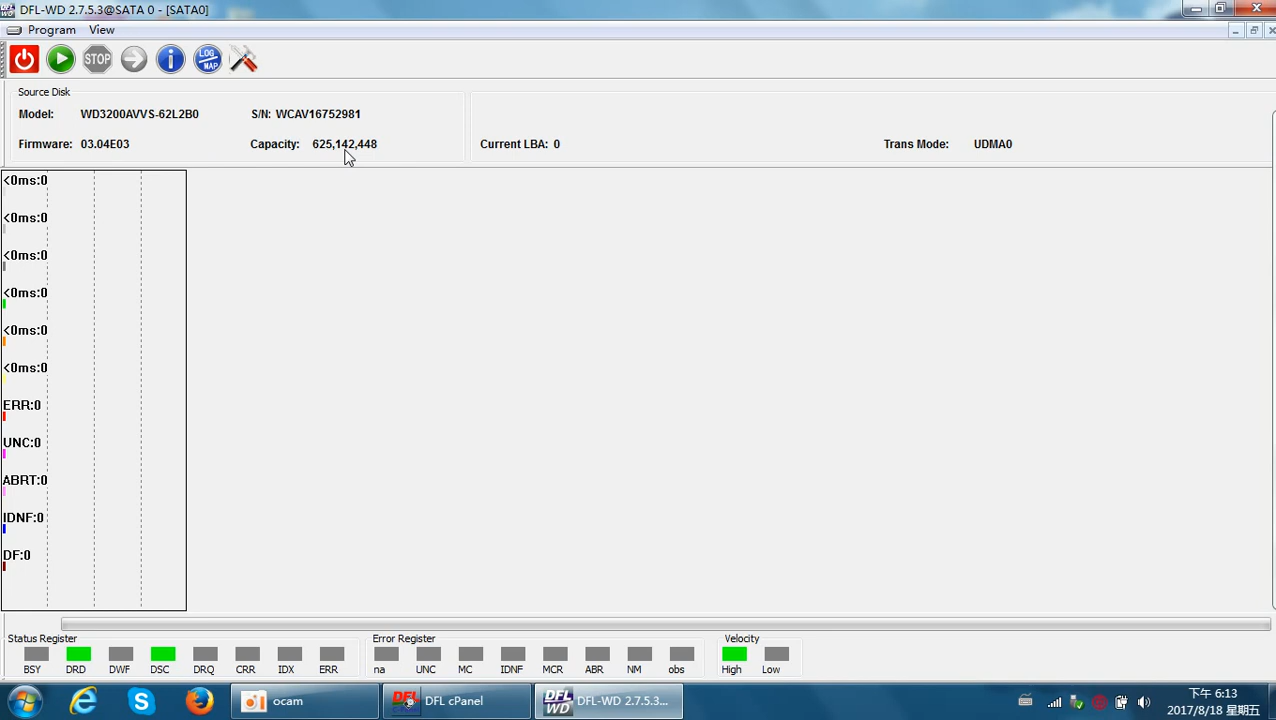 DFL-WD 2.7.5.3@SATA 0 - [SATA0]
Program View
STOP
LOG MAP
Source Disk
Model: WD3200AVVS-62L2B0 S/N: WCAV16752981
Firmware: 03.04E03 Capacity: 625,142,448 Current LBA: 0 Trans Mode: UDMA0
<0ms:0
<0ms:0
<0ms:0
<0ms:0
<0ms:0
<0ms:0
ERR:0
UNC:0
ABRT:0
IDNF:0
DF:0
Status Register Error Register Velocity
BSY DRD DWF DSC DRQ CRR IDX ERR na UNC MC IDNF MCR ABR NM obs High Low
ocam DFL cPanel DFL-WD 2.7.5.3...
下午 6:13
2017/8/18 星期五